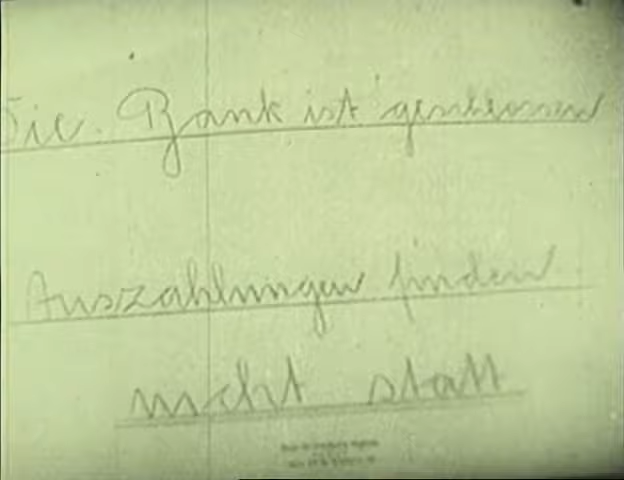 Die Bank ist geschlossen
Auszahlungen finden
nicht statt